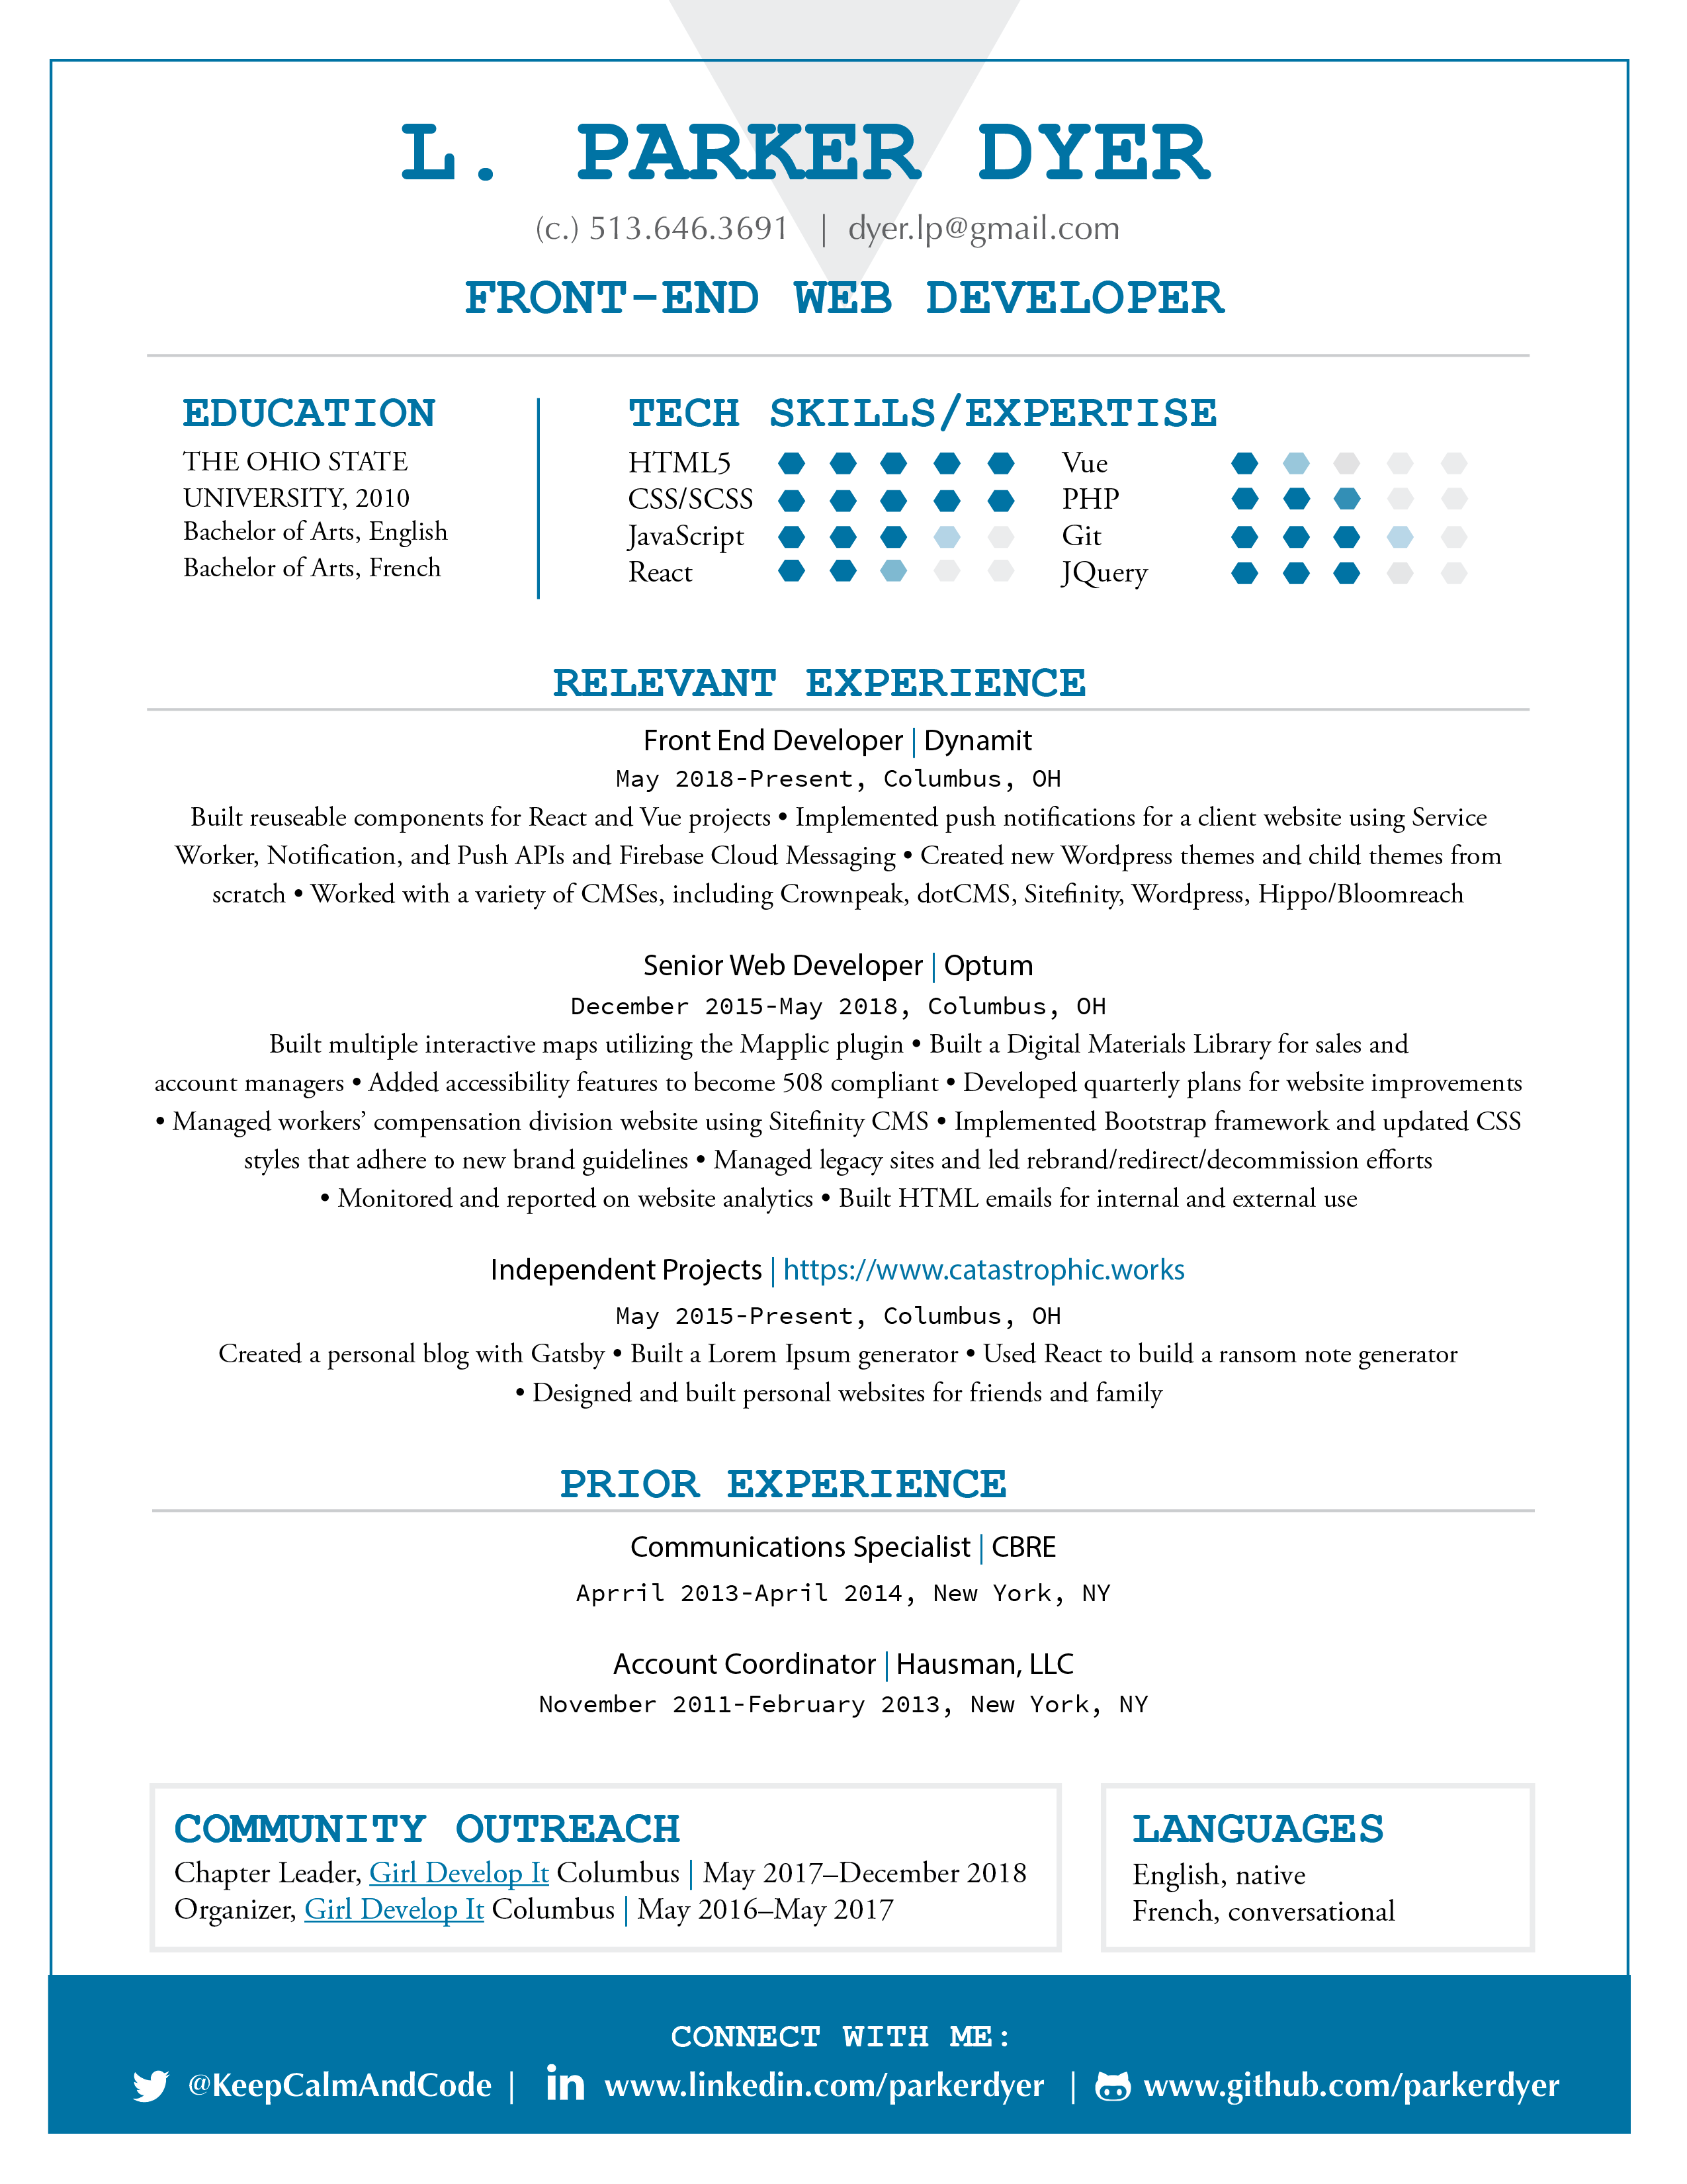 L. PARKER DYER
(c.) 513.646.3691 | dyer.lp@gmail.com
FRONT-END WEB DEVELOPER
EDUCATION
THE OHIO STATE
UNIVERSITY, 2010
Bachelor of Arts, English
Bachelor of Arts, French
TECH SKILLS/EXPERTISE
HTML5
CSS/SCSS
JavaScript
React
Vue
PHP
Git
JQuery
RELEVANT EXPERIENCE
Front End Developer | Dynamit
May 2018-Present, Columbus, OH
Built reuseable components for React and Vue projects • Implemented push notifications for a client website using Service
Worker, Notification, and Push APIs and Firebase Cloud Messaging • Created new Wordpress themes and child themes from
scratch • Worked with a variety of CMSes, including Crownpeak, dotCMS, Sitefinity, Wordpress, Hippo/Bloomreach
Senior Web Developer | Optum
December 2015-May 2018, Columbus, OH
Built multiple interactive maps utilizing the Mapplic plugin • Built a Digital Materials Library for sales and
account managers • Added accessibility features to become 508 compliant • Developed quarterly plans for website improvements
• Managed workers’ compensation division website using Sitefinity CMS • Implemented Bootstrap framework and updated CSS
styles that adhere to new brand guidelines • Managed legacy sites and led rebrand/redirect/decommission efforts
• Monitored and reported on website analytics • Built HTML emails for internal and external use
Independent Projects | https://www.catastrophic.works
May 2015-Present, Columbus, OH
Created a personal blog with Gatsby • Built a Lorem Ipsum generator • Used React to build a ransom note generator
• Designed and built personal websites for friends and family
PRIOR EXPERIENCE
Communications Specialist | CBRE
Aprril 2013-April 2014, New York, NY
Account Coordinator | Hausman, LLC
November 2011-February 2013, New York, NY
COMMUNITY OUTREACH
Chapter Leader, Girl Develop It Columbus | May 2017–December 2018
Organizer, Girl Develop It Columbus | May 2016–May 2017
LANGUAGES
English, native
French, conversational
CONNECT WITH ME:
@KeepCalmAndCode | in www.linkedin.com/parkerdyer | www.github.com/parkerdyer